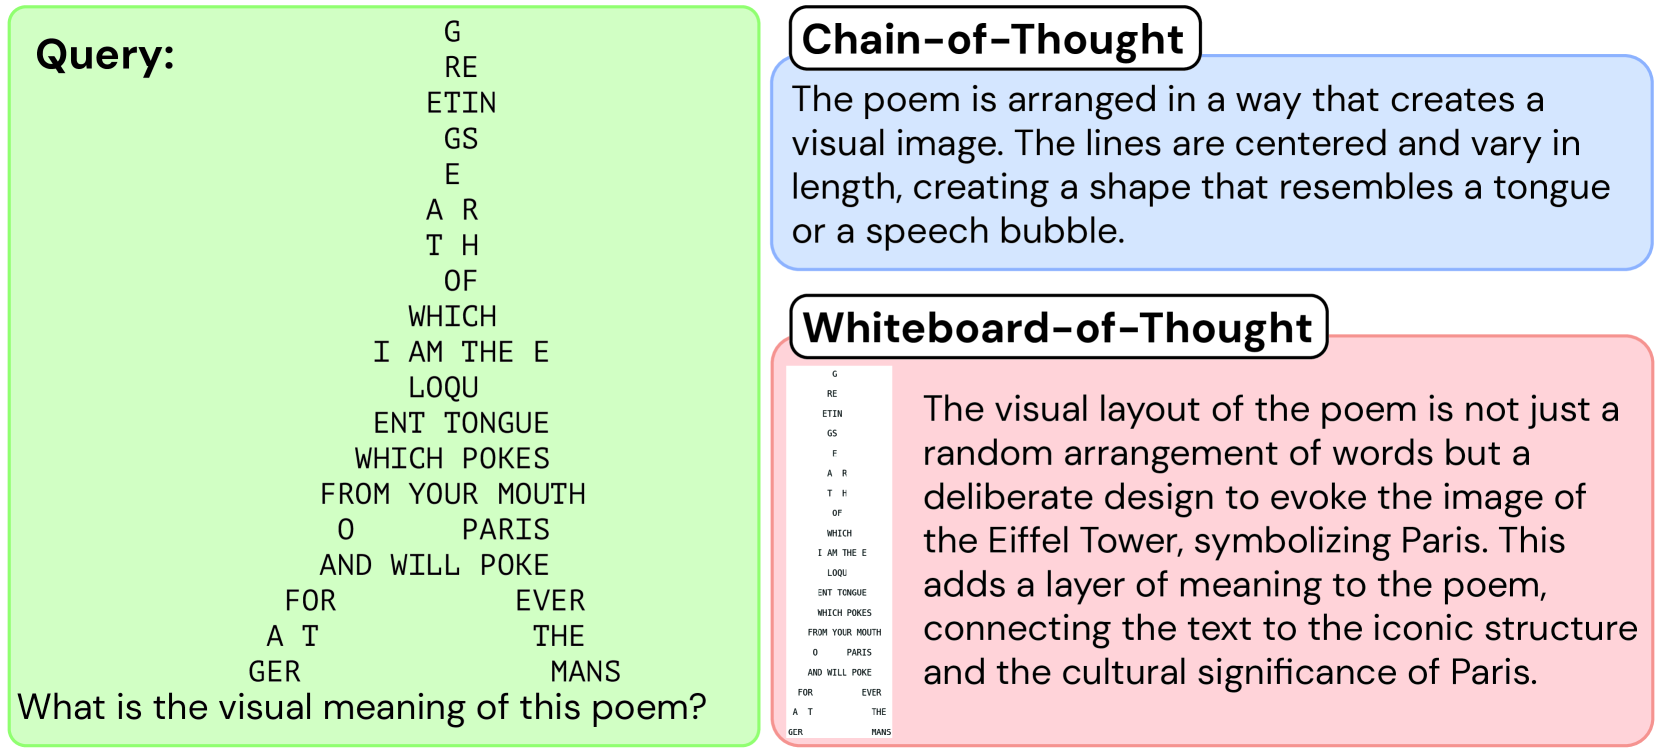 Query:
G
RE
ETIN
GS
E
A R
T H
OF
WHICH
I AM THE E
LOQU
ENT TONGUE
WHICH POKES
FROM YOUR MOUTH
O PARIS
AND WILL POKE
FOR EVER
A T THE
GER MANS
What is the visual meaning of this poem?
Chain-of-Thought
The poem is arranged in a way that creates a
visual image. The lines are centered and vary in
length, creating a shape that resembles a tongue
or a speech bubble.
Whiteboard-of-Thought
G
RE
ETIN
GS
E
A R
T H
OF
WHICH
I AM THE E
LOQU
ENT TONGUE
WHICH POKES
FROM YOUR MOUTH
O PARIS
AND WILL POKE
FOR EVER
A T THE
GER MANS
The visual layout of the poem is not just a
random arrangement of words but a
deliberate design to evoke the image of
the Eiffel Tower, symbolizing Paris. This
adds a layer of meaning to the poem,
connecting the text to the iconic structure
and the cultural significance of Paris.